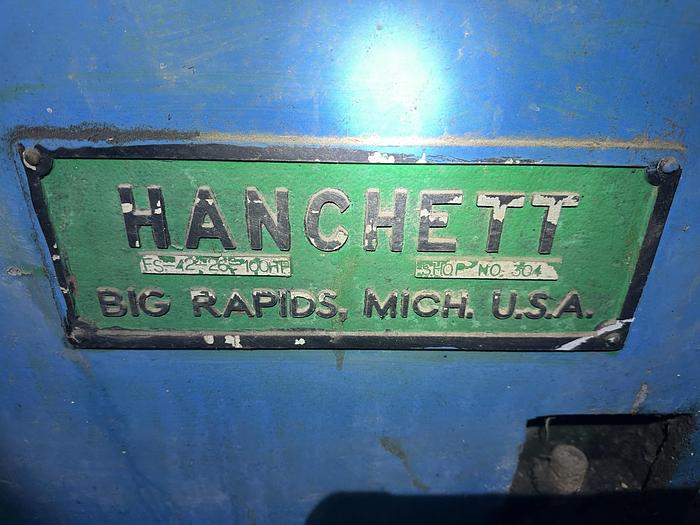 HANCHETT
FS-42-26-100HP SHOP NO. 304
BIG RAPIDS, MICH. U.S.A.